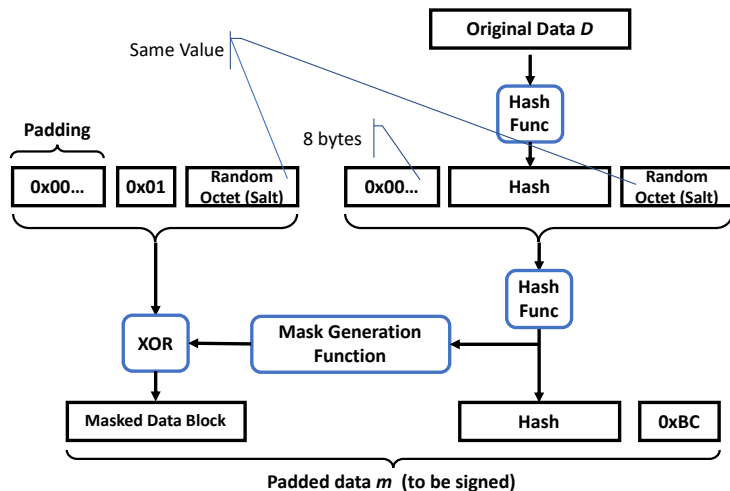 Original Data D
Same Value
Hash
Func
Padding
8 bytes
0x00...
0x01
Random
Octet (Salt)
0x00...
Hash
Random
Octet (Salt)
Hash
Func
XOR
Mask Generation
Function
Masked Data Block
Hash
0xBC
Padded data m (to be signed)